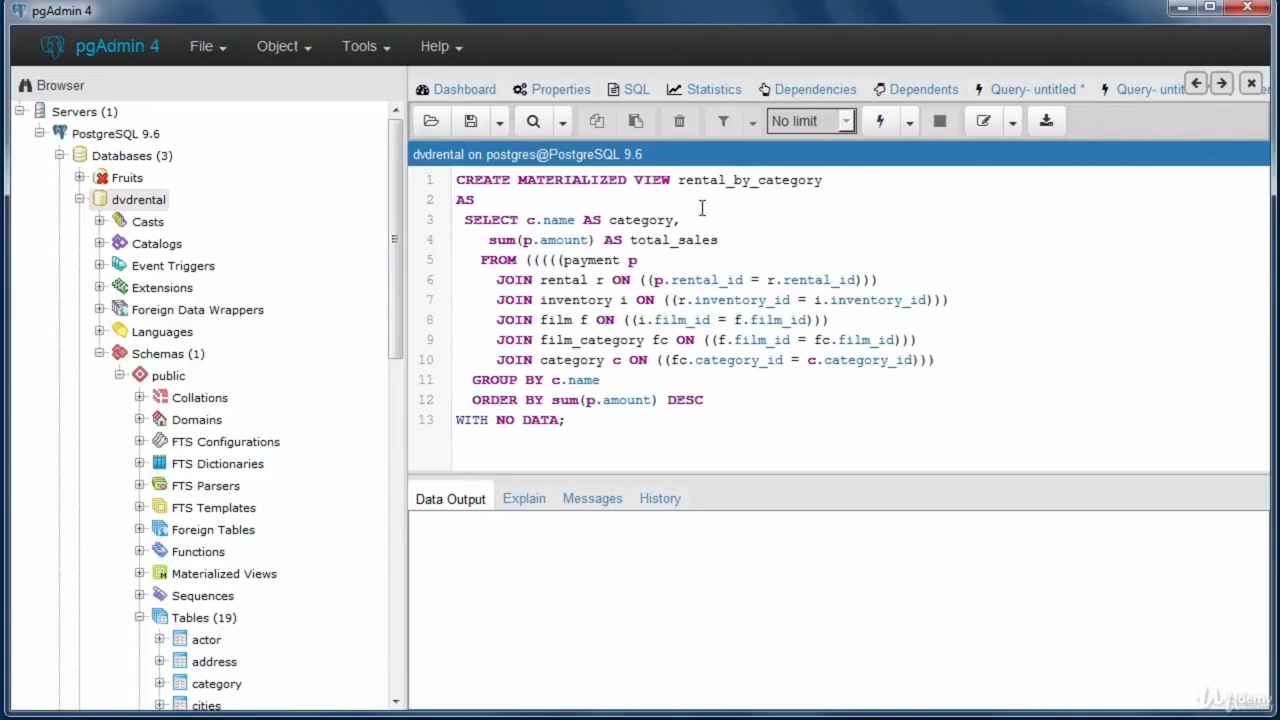 pgAdmin 4
pgAdmin 4 File Object Tools Help
Browser
Dashboard Properties SQL Statistics Dependencies Dependents Query- untitled * Query- unti
Servers (1)
PostgreSQL 9.6
Databases (3)
Fruits
dvdrental
Casts
Catalogs
Event Triggers
Extensions
Foreign Data Wrappers
Languages
Schemas (1)
public
Collations
Domains
FTS Configurations
FTS Dictionaries
FTS Parsers
FTS Templates
Foreign Tables
Functions
Materialized Views
Sequences
Tables (19)
actor
address
category
cities
No limit
dvdrental on postgres@PostgreSQL 9.6
1 CREATE MATERIALIZED VIEW rental_by_category
2 AS
3 SELECT c.name AS category,
4 sum(p.amount) AS total_sales
5 FROM (((((payment p
6 JOIN rental r ON ((p.rental_id = r.rental_id)))
7 JOIN inventory i ON ((r.inventory_id = i.inventory_id)))
8 JOIN film f ON ((i.film_id = f.film_id)))
9 JOIN film_category fc ON ((f.film_id = fc.film_id)))
10 JOIN category c ON ((fc.category_id = c.category_id)))
11 GROUP BY c.name
12 ORDER BY sum(p.amount) DESC
13 WITH NO DATA;
Data Output Explain Messages History